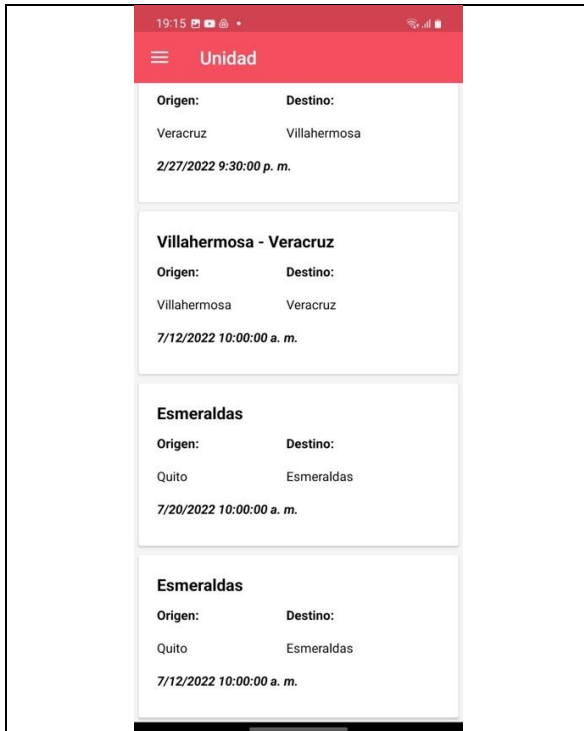 19:15
Unidad
Origen: Destino:
Veracruz Villahermosa
2/27/2022 9:30:00 p. m.
Villahermosa - Veracruz
Origen: Destino:
Villahermosa Veracruz
7/12/2022 10:00:00 a. m.
Esmeraldas
Origen: Destino:
Quito Esmeraldas
7/20/2022 10:00:00 a. m.
Esmeraldas
Origen: Destino:
Quito Esmeraldas
7/12/2022 10:00:00 a. m.